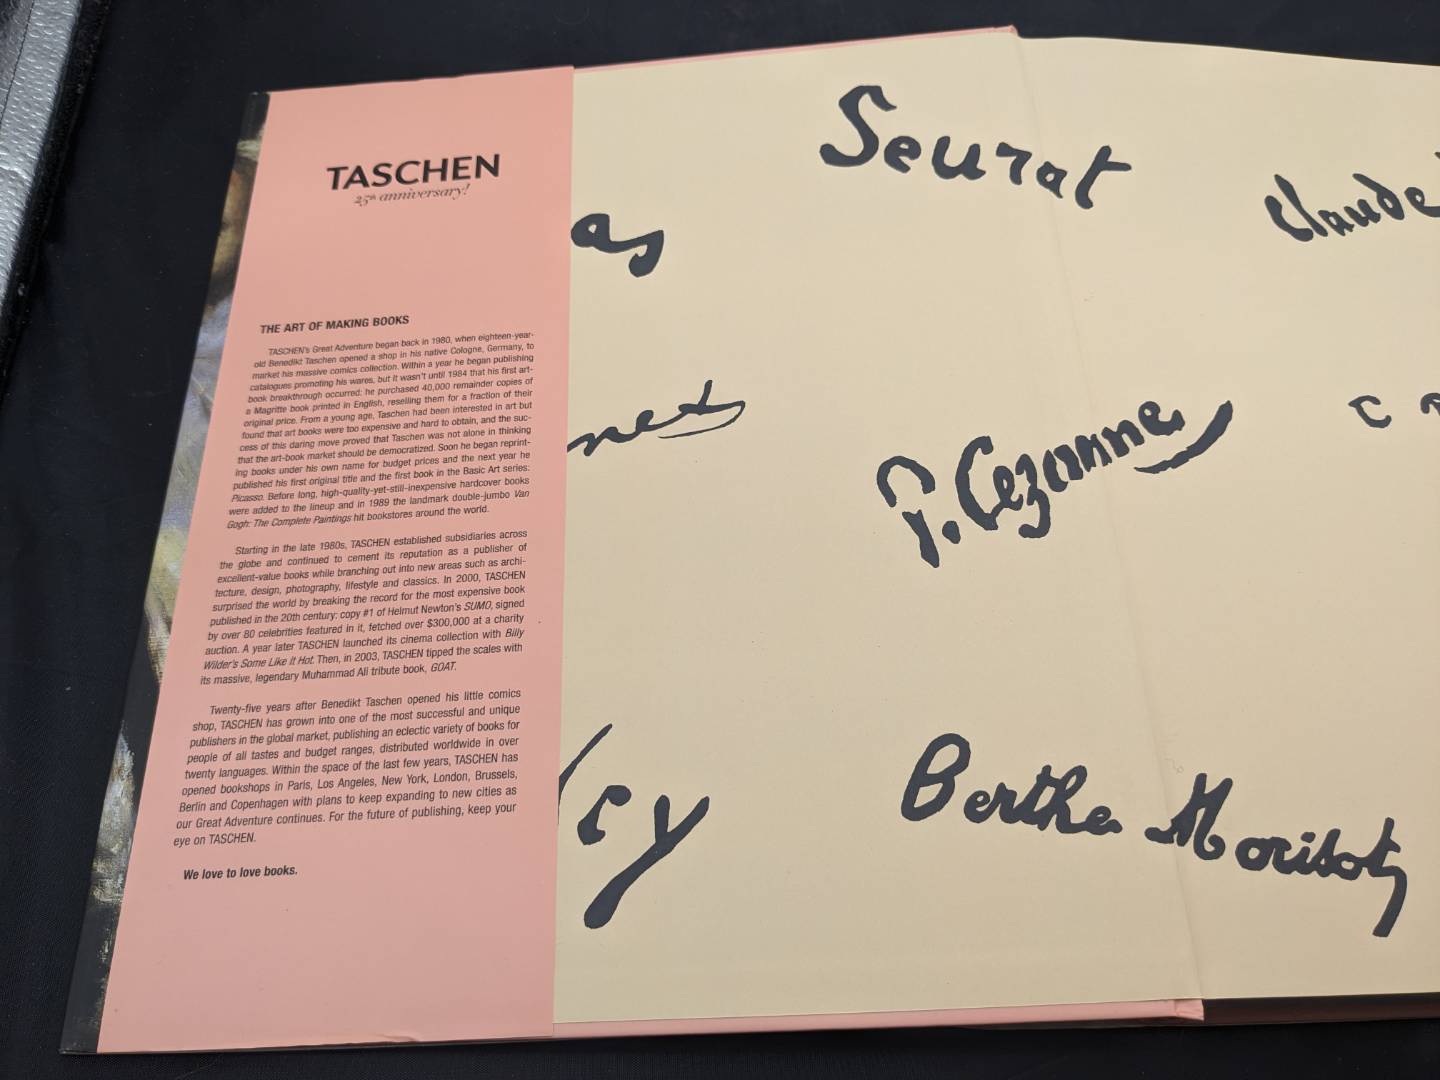 TASCHEN
25th anniversary!
THE ART OF MAKING BOOKS
TASCHEN's Great Adventure began back in 1980, when eighteen-year-
old Benedikt Taschen opened a shop in his native Cologne, Germany, to
market his massive comics collection. Within a year he began publishing
catalogues promoting his wares, but it wasn't until 1984 that his first art-
book breakthrough occurred: he purchased 40,000 remainder copies of
a Magritte book printed in English, reselling them for a fraction of their
original price. From a young age, Taschen had been interested in art but
found that art books were too expensive and hard to obtain, and the suc-
cess of this daring move proved that Taschen was not alone in thinking
that the art-book market should be democratized. Soon he began reprint-
ing books under his own name for budget prices and the next year he
published his first original title and the first book in the Basic Art series:
Picasso. Before long, high-quality-yet-still-inexpensive hardcover books
were added to the lineup and in 1989 the landmark double-jumbo Van
Gogh: The Complete Paintings hit bookstores around the world.
Starting in the late 1980s, TASCHEN established subsidiaries across
the globe and continued to cement its reputation as a publisher of
excellent-value books while branching out into new areas such as archi-
tecture, design, photography, lifestyle and classics. In 2000, TASCHEN
surprised the world by breaking the record for the most expensive book
published in the 20th century: copy #1 of Helmut Newton's SUMO, signed
by over 80 celebrities featured in it, fetched over $300,000 at a charity
auction. A year later TASCHEN launched its cinema collection with Billy
Wilder's Some Like it Hot. Then, in 2003, TASCHEN tipped the scales with
its massive, legendary Muhammad Ali tribute book, GOAT.
Twenty-five years after Benedikt Taschen opened his little comics
shop, TASCHEN has grown into one of the most successful and unique
publishers in the global market, publishing an eclectic variety of books for
people of all tastes and budget ranges, distributed worldwide in over
twenty languages. Within the space of the last few years, TASCHEN has
opened bookshops in Paris, Los Angeles, New York, London, Brussels,
Berlin and Copenhagen with plans to keep expanding to new cities as
our Great Adventure continues. For the future of publishing, keep your
eye on TASCHEN.
We love to love books.
Seurat
Claude
as
net
P. Cezanne
c
cy
Berthe Morisot